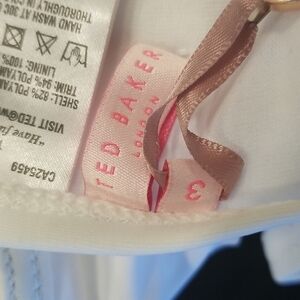 TED BAKER
LONDON
3
THOROUGHLY
WASH AT 30C
SHELL: 82% POLYAM
TRIM: 94% POLYAM
LINING: 100%
VISIT TED@W
"Have fu
CA25459